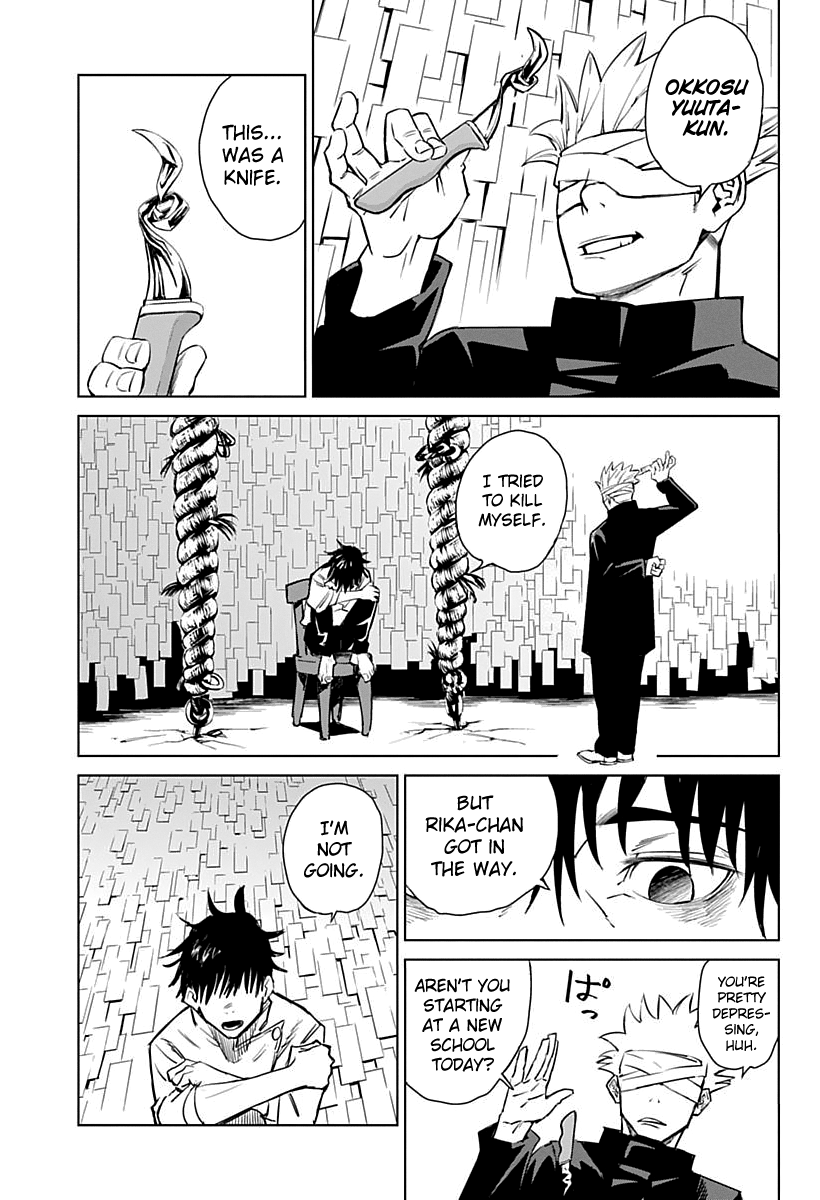 OKKOSU
YUUTA-
KUN.
THIS...
WAS A
KNIFE.
I TRIED
TO KILL
MYSELF.
BUT
RIKA-CHAN
GOT IN
THE WAY.
I'M
NOT
GOING.
YOU'RE
PRETTY
DEPRES-
SING,
HUH.
ぱっ
AREN'T YOU
STARTING
AT A NEW
SCHOOL
TODAY?